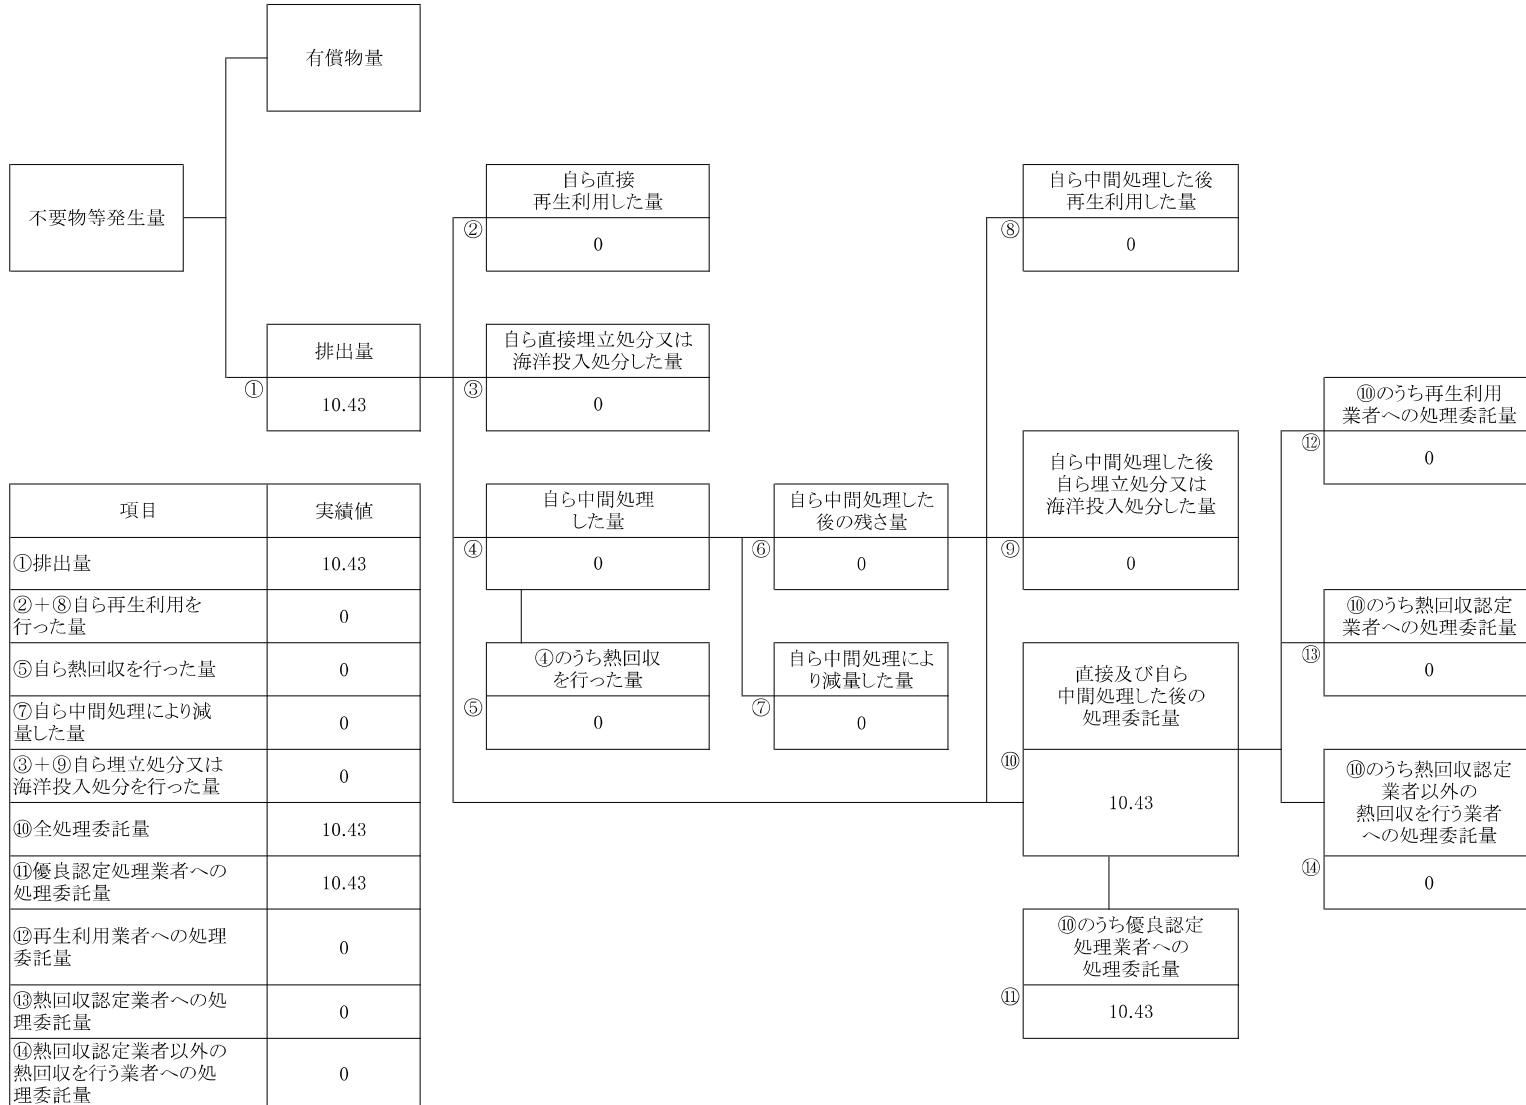 有償物量
不要物等発生量
排出量
①
10.43
自ら直接
再生利用した量
②
0
自ら直接埋立処分又は
海洋投入処分した量
③
0
自ら中間処理
した量
④
0
④のうち熱回収
を行った量
⑤
0
自ら中間処理した
後の残さ量
⑥
0
自ら中間処理によ
り減量した量
⑦
0
自ら中間処理した後
再生利用した量
⑧
0
自ら中間処理した後
自ら埋立処分又は
海洋投入処分した量
⑨
0
直接及び自ら
中間処理した後の
処理委託量
⑩
10.43
⑩のうち優良認定
処理業者への
処理委託量
⑪
10.43
⑩のうち再生利用
業者への処理委託量
⑫
0
⑩のうち熱回収認定
業者への処理委託量
⑬
0
⑩のうち熱回収認定
業者以外の
熱回収を行う業者
への処理委託量
⑭
0
項目 実績値
①排出量 10.43
②＋⑧自ら再生利用を
行った量 0
⑤自ら熱回収を行った量 0
⑦自ら中間処理により減
量した量 0
③＋⑨自ら埋立処分又は
海洋投入処分を行った量 0
⑩全処理委託量 10.43
⑪優良認定処理業者への
処理委託量 10.43
⑫再生利用業者への処理
委託量 0
⑬熱回収認定業者への処
理委託量 0
⑭熱回収認定業者以外の
熱回収を行う業者への処
理委託量 0